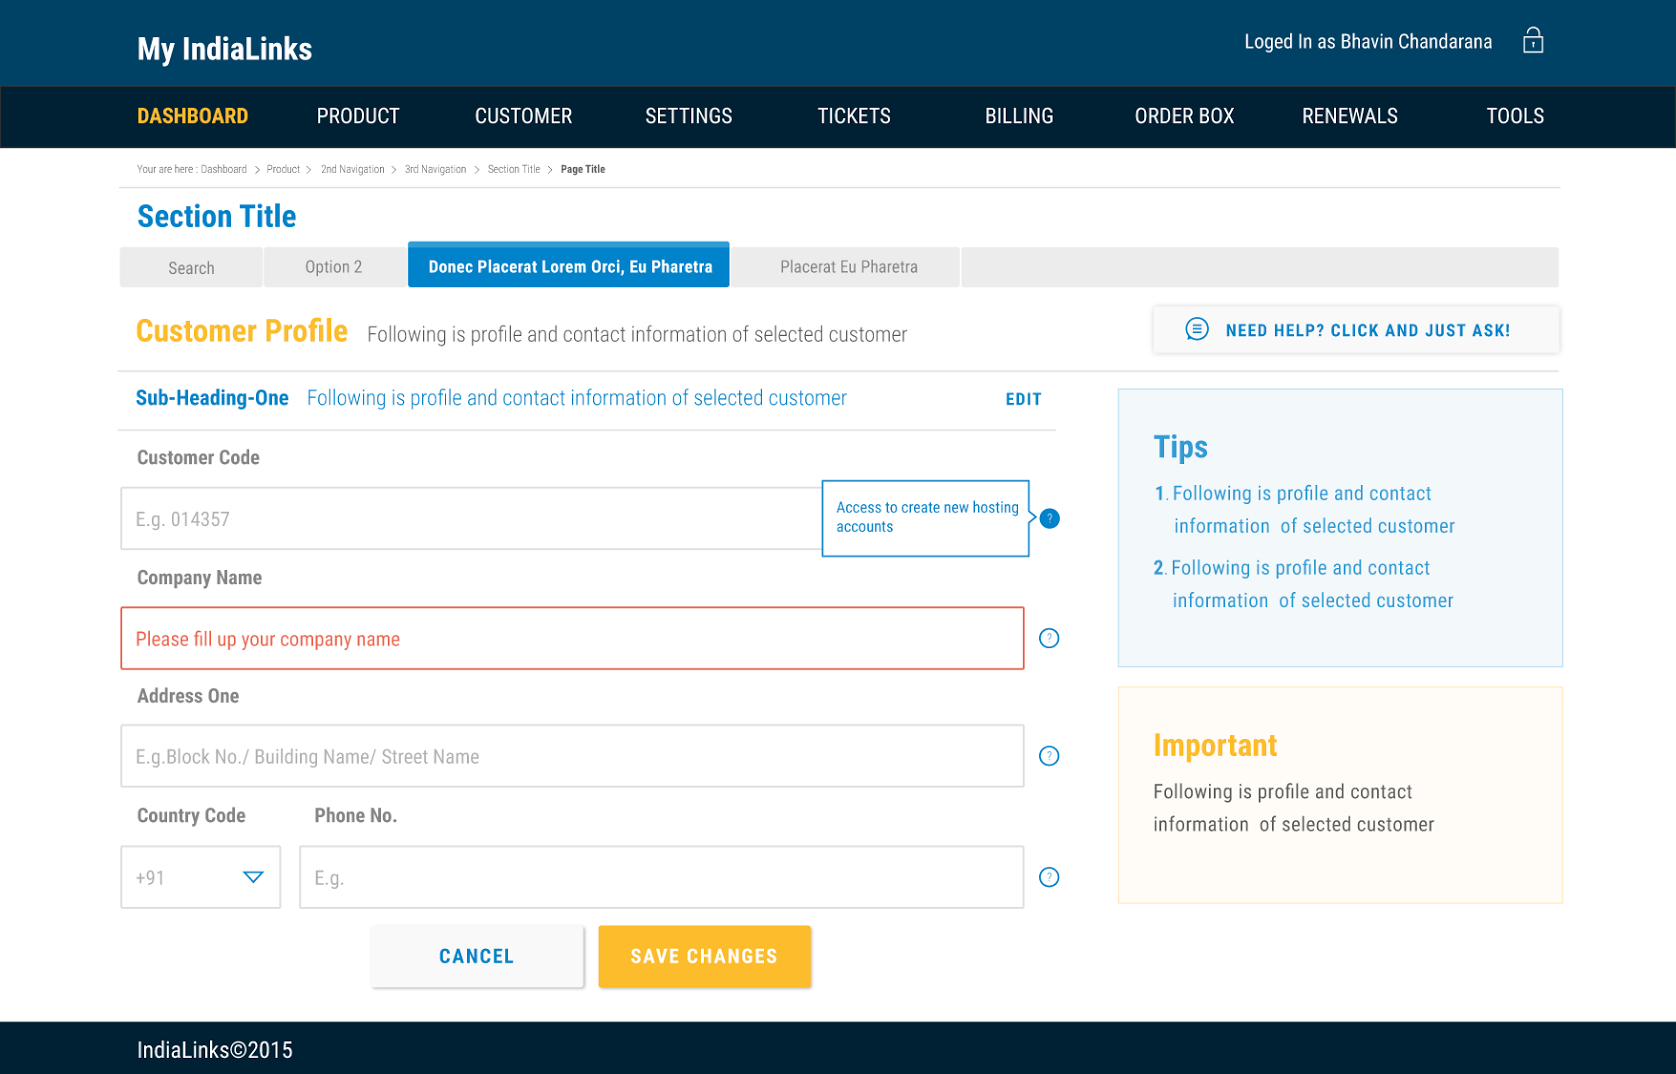 My IndiaLinks
Loged In as Bhavin Chandarana
DASHBOARD PRODUCT CUSTOMER SETTINGS TICKETS BILLING ORDER BOX RENEWALS TOOLS
Your are here : Dashboard > Product > 2nd Navigation > 3rd Navigation > Section Title > Page Title
Section Title
Search Option 2 Donec Placerat Lorem Orci, Eu Pharetra Placerat Eu Pharetra
Customer Profile Following is profile and contact information of selected customer
NEED HELP? CLICK AND JUST ASK!
Sub-Heading-One Following is profile and contact information of selected customer EDIT
Customer Code
E.g. 014357
Access to create new hosting
accounts
?
Company Name
Please fill up your company name
?
Address One
E.g.Block No./ Building Name/ Street Name
?
Country Code Phone No.
+91 E.g.
?
CANCEL SAVE CHANGES
Tips
1. Following is profile and contact
information of selected customer
2. Following is profile and contact
information of selected customer
Important
Following is profile and contact
information of selected customer
IndiaLinks©2015